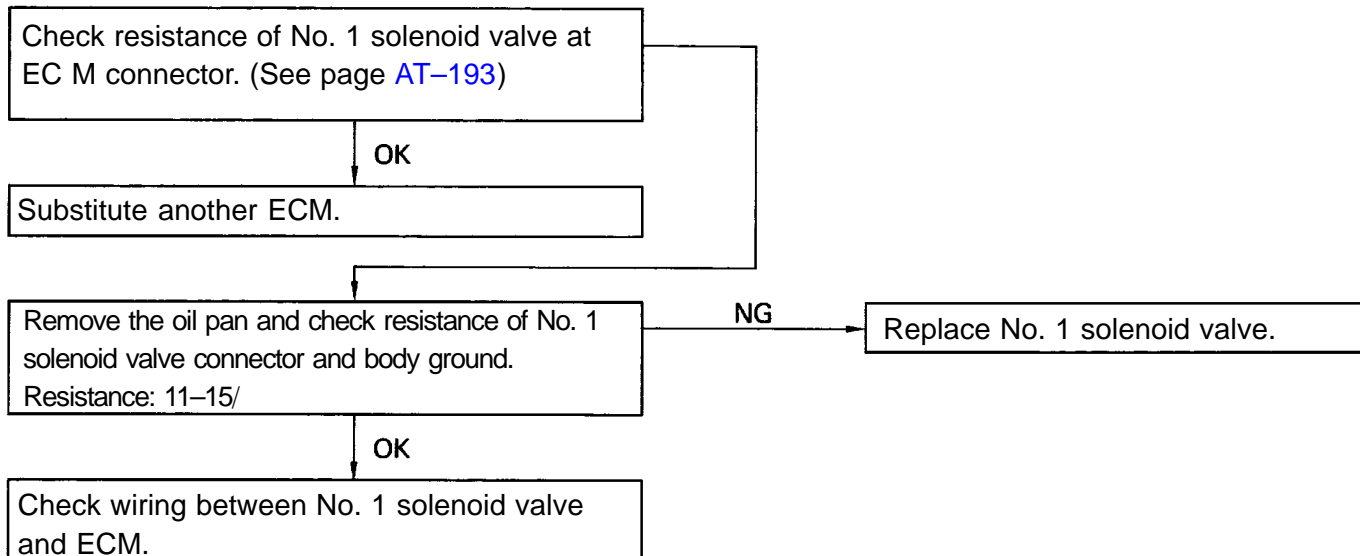 Check resistance of No. 1 solenoid valve at
EC M connector. (See page AT–193)
OK
Substitute another ECM.
Remove the oil pan and check resistance of No. 1
solenoid valve connector and body ground.
Resistance: 11–15/
NG
Replace No. 1 solenoid valve.
OK
Check wiring between No. 1 solenoid valve
and ECM.